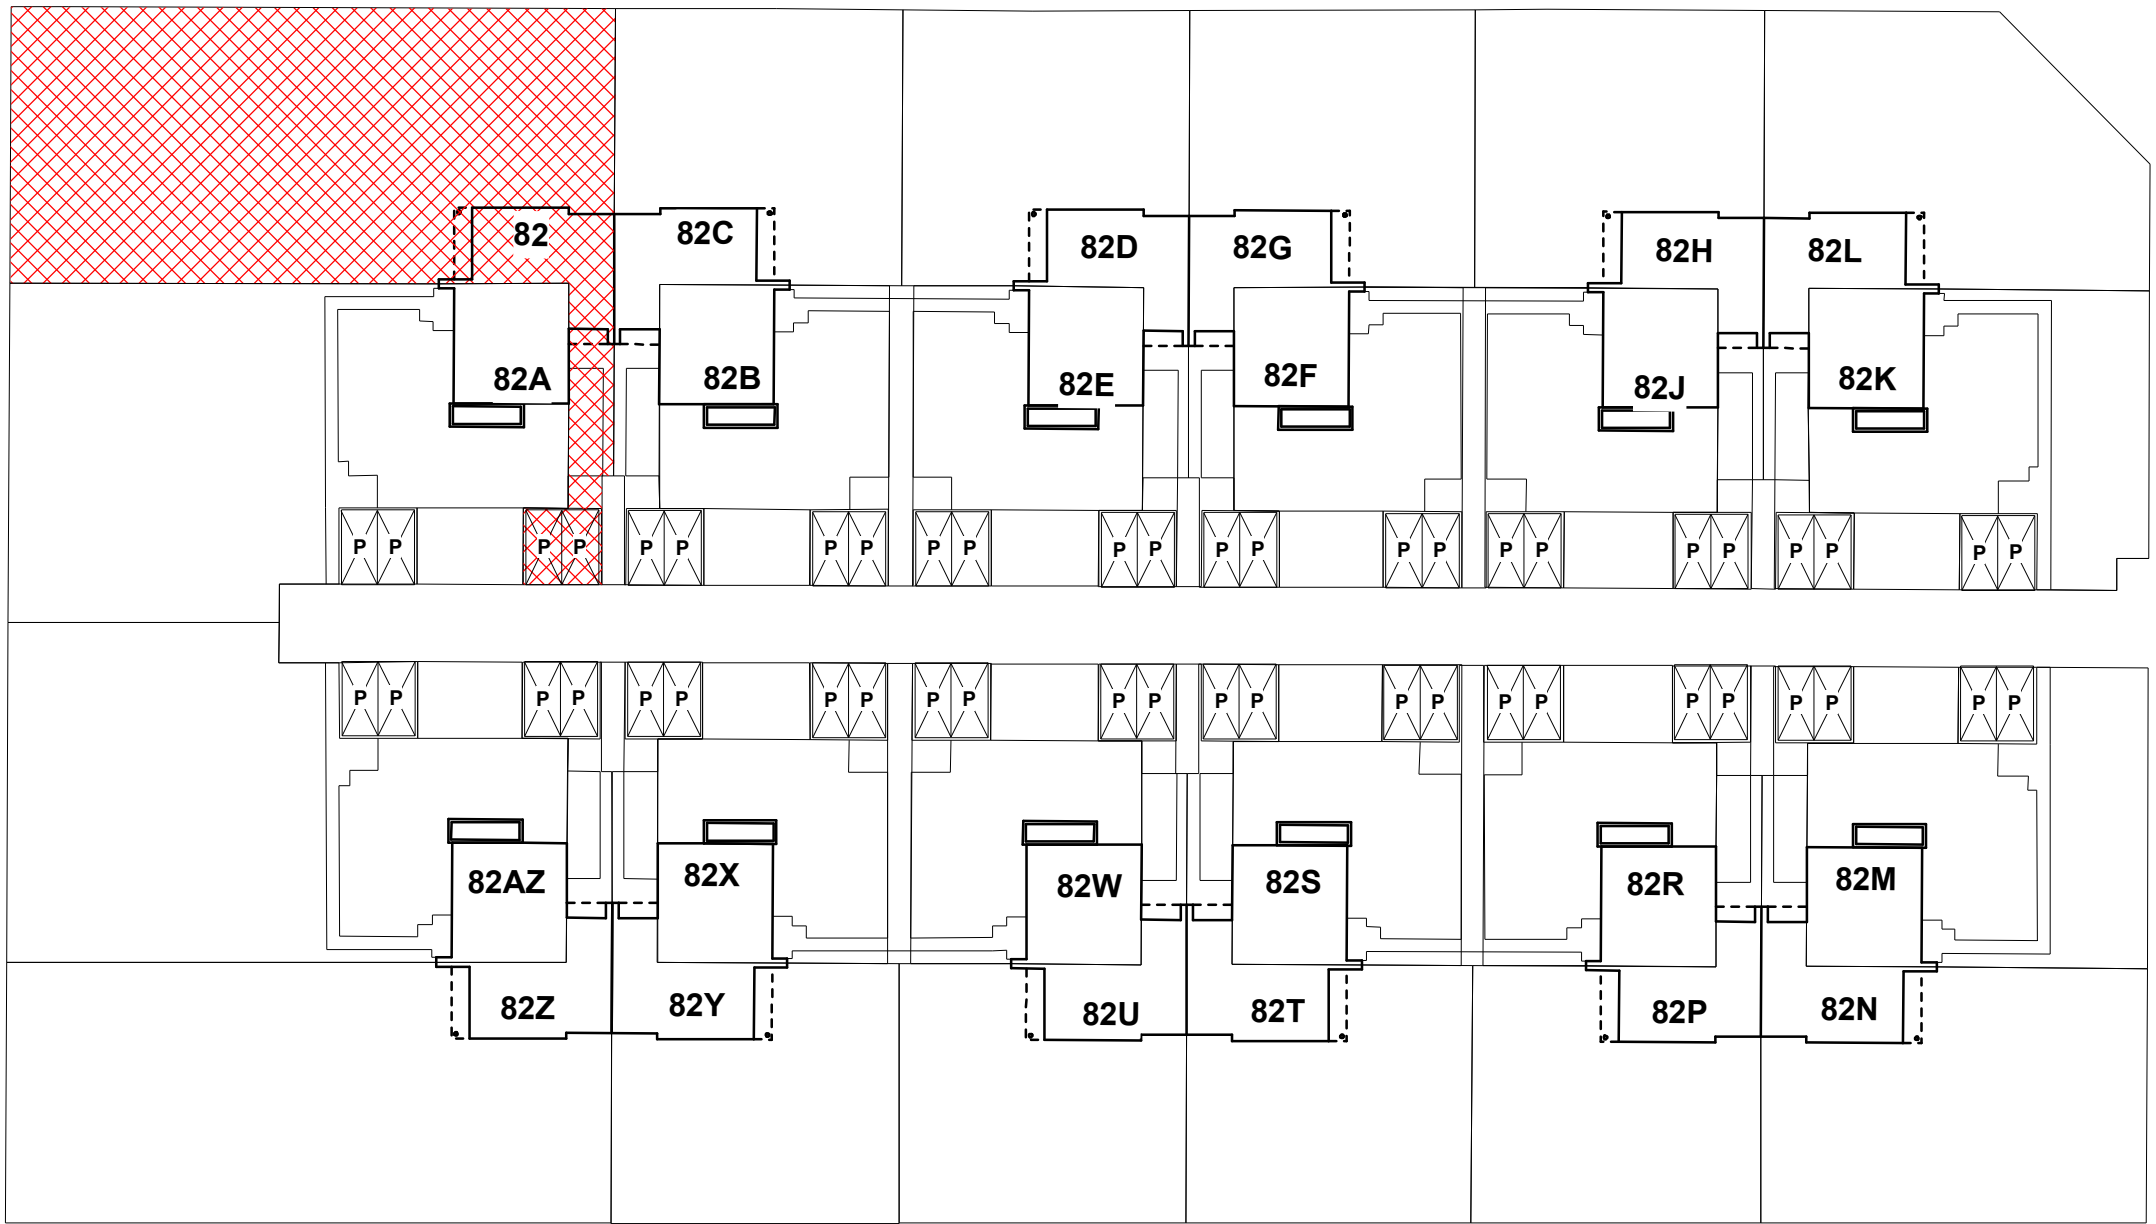 82 82C 82D 82G 82H 82L
82A 82B 82E 82F 82J 82K
P P P P P P P P P P P P P P P P P P P P P P P P
P P P P P P P P P P P P P P P P P P P P P P P P
82AZ 82X 82W 82S 82R 82M
82Z 82Y 82U 82T 82P 82N